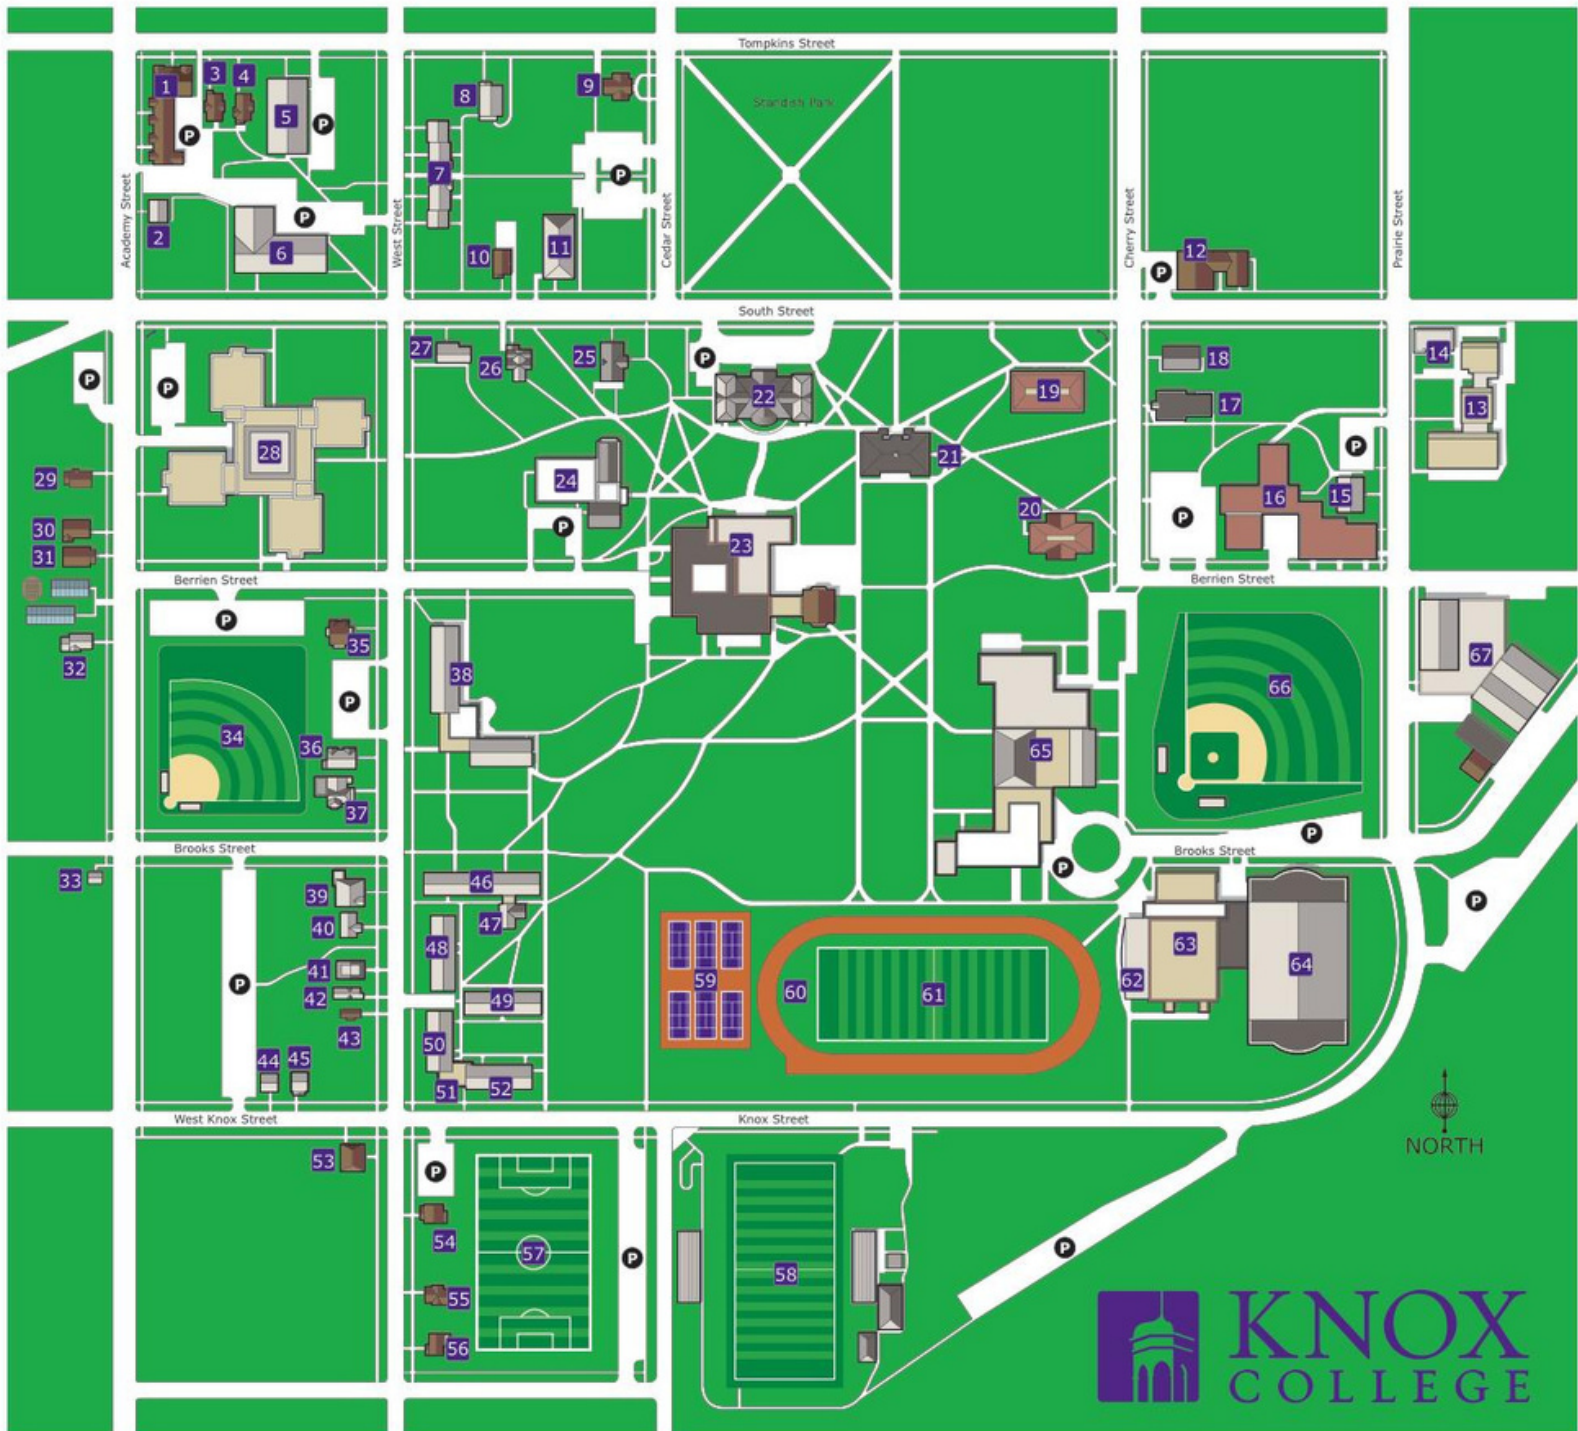 Tompkins Street
1
3
4
5
P
P
8
9
Standish Park
7
P
Academy Street
West Street
Cedar Street
Cherry Street
Prairie Street
2
P
6
10
11
12
P
South Street
27
26
25
P
22
19
18
14
17
13
P
P
28
24
21
P
16
15
20
P
P
29
30
31
23
Berrien Street
Berrien Street
P
32
35
38
67
66
P
34
36
37
65
P
Brooks Street
Brooks Street
33
39
46
P
P
40
47
48
63
64
41
59
60
61
62
P
42
49
43
50
44
45
51
52
West Knox Street
Knox Street
NORTH
53
P
54
57
P
58
P
55
56
KNOX
COLLEGE